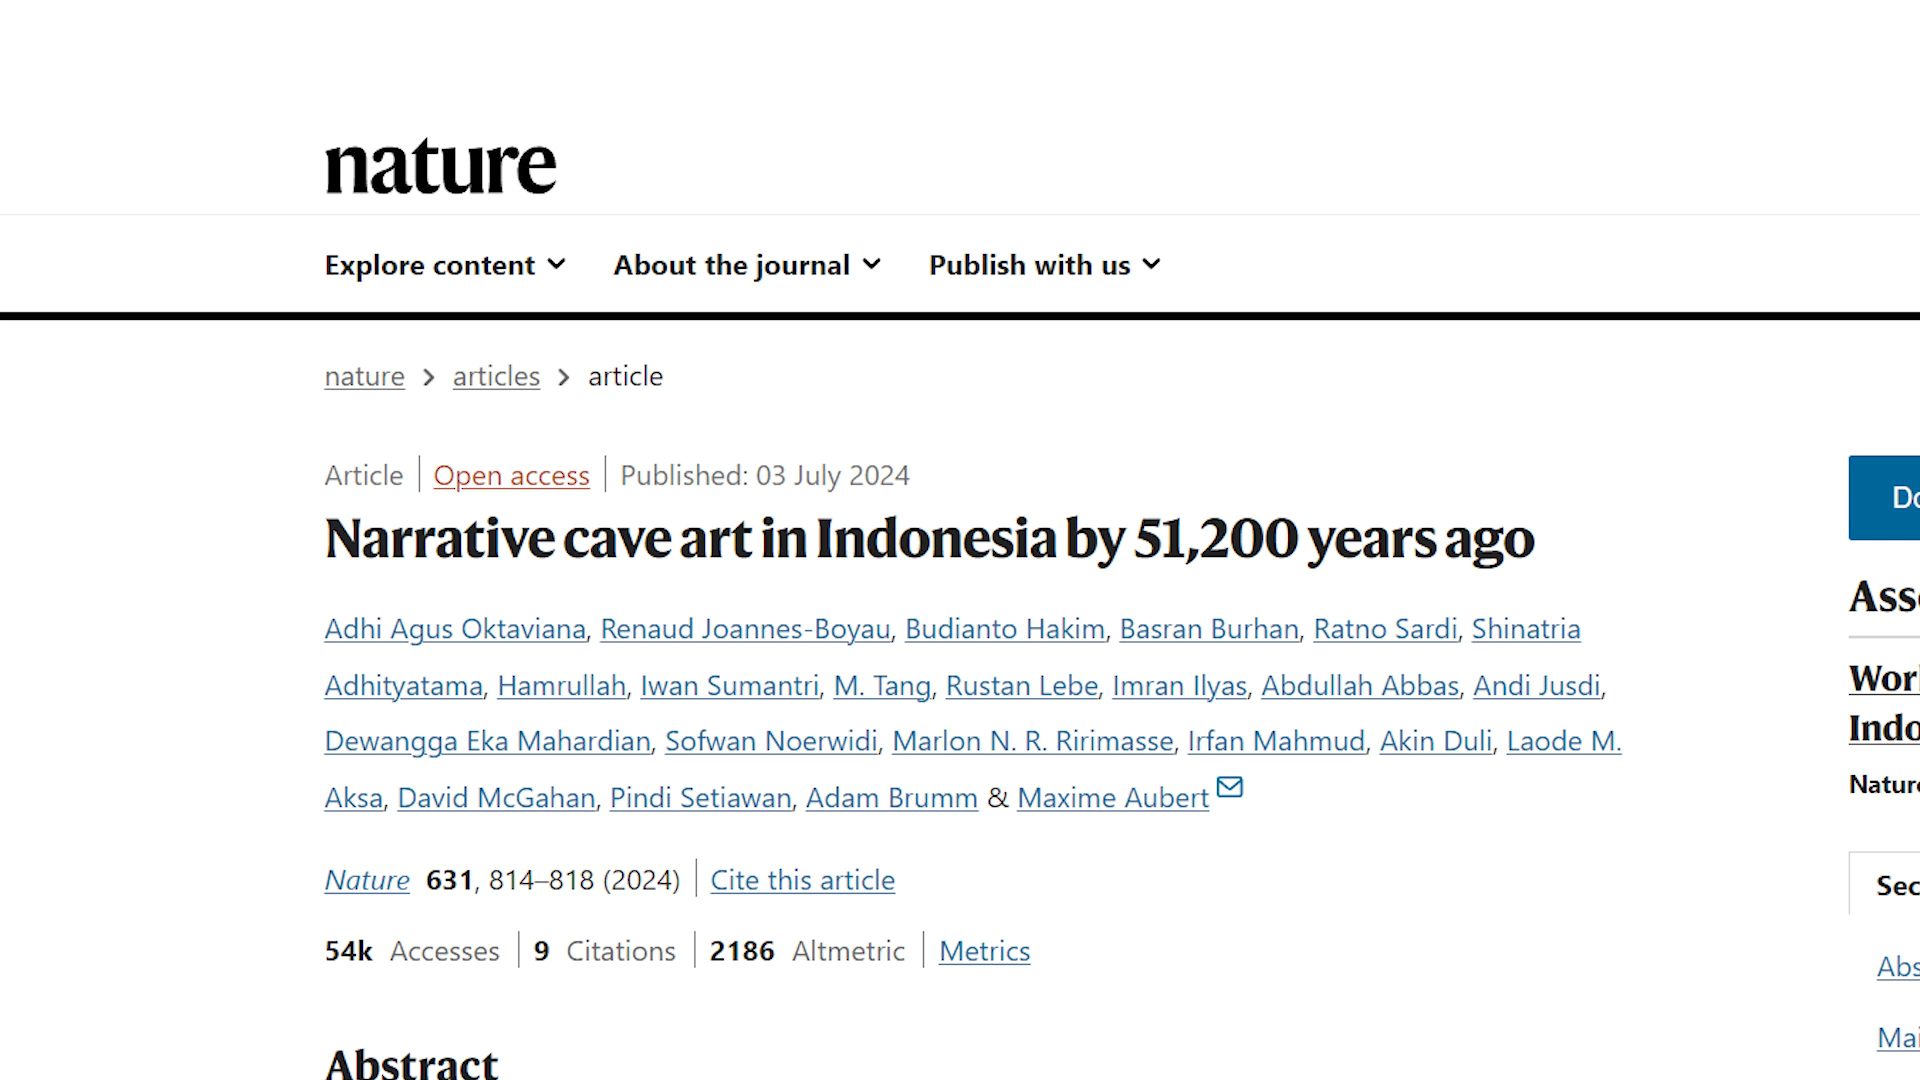 nature
Explore content About the journal Publish with us
nature > articles > article
Article Open access Published: 03 July 2024
Narrative cave art in Indonesia by 51,200 years ago
Adhi Agus Oktaviana, Renaud Joannes-Boyau, Budianto Hakim, Basran Burhan, Ratno Sardi, Shinatria
Adhityatama, Hamrullah, Iwan Sumantri, M. Tang, Rustan Lebe, Imran Ilyas, Abdullah Abbas, Andi Jusdi,
Dewangga Eka Mahardian, Sofwan Noerwidi, Marlon N. R. Ririmasse, Irfan Mahmud, Akin Duli, Laode M.
Aksa, David McGahan, Pindi Setiawan, Adam Brumm & Maxime Aubert
Nature 631, 814–818 (2024) Cite this article
54k Accesses 9 Citations 2186 Altmetric Metrics
Abstract